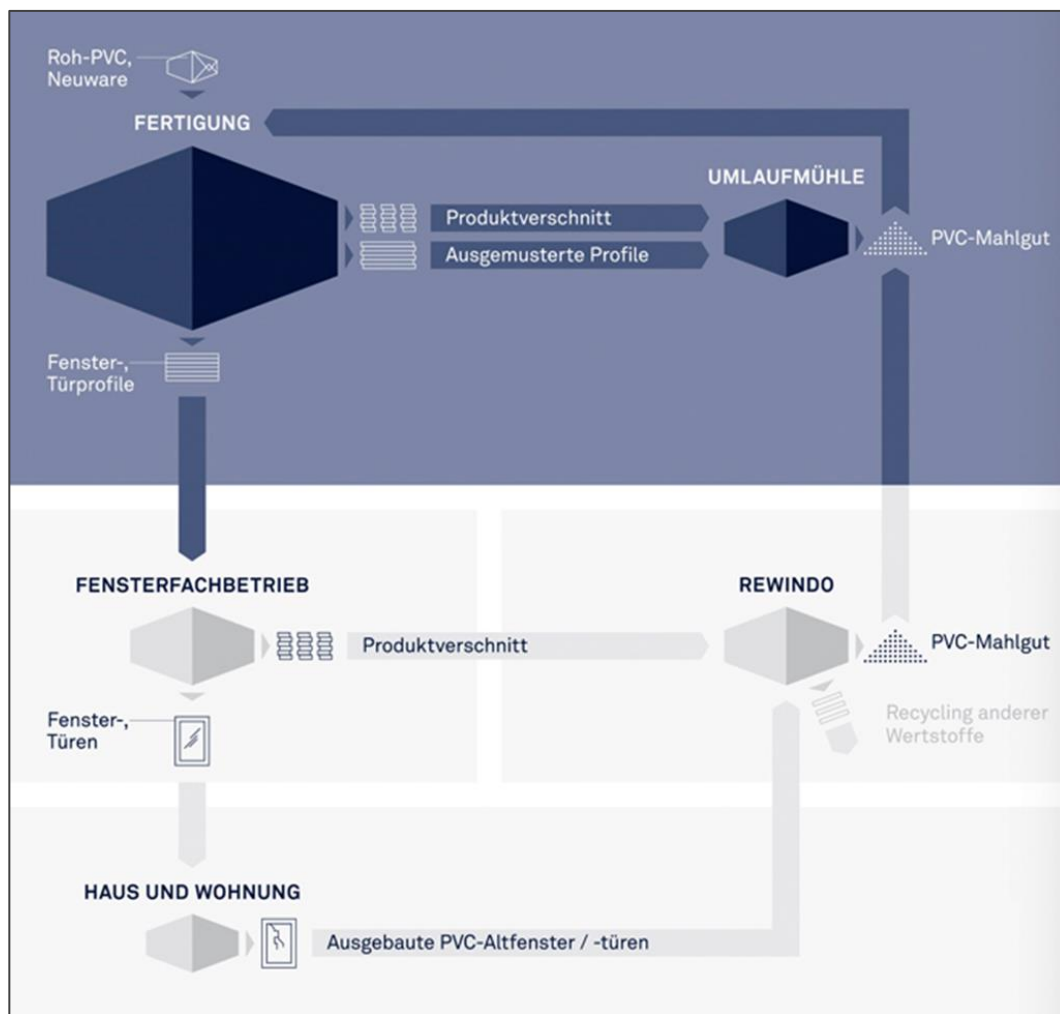 Roh-PVC,
Neuware
FERTIGUNG
UMLAUFMÜHLE
Produktverschnitt
Ausgemusterte Profile
PVC-Mahlgut
Fenster-,
Türprofile
FENSTERFACHBETRIEB
REWINDO
Produktverschnitt
PVC-Mahlgut
Fenster-,
Türen
Recycling anderer
Wertstoffe
HAUS UND WOHNUNG
Ausgebaute PVC-Altfenster / -türen